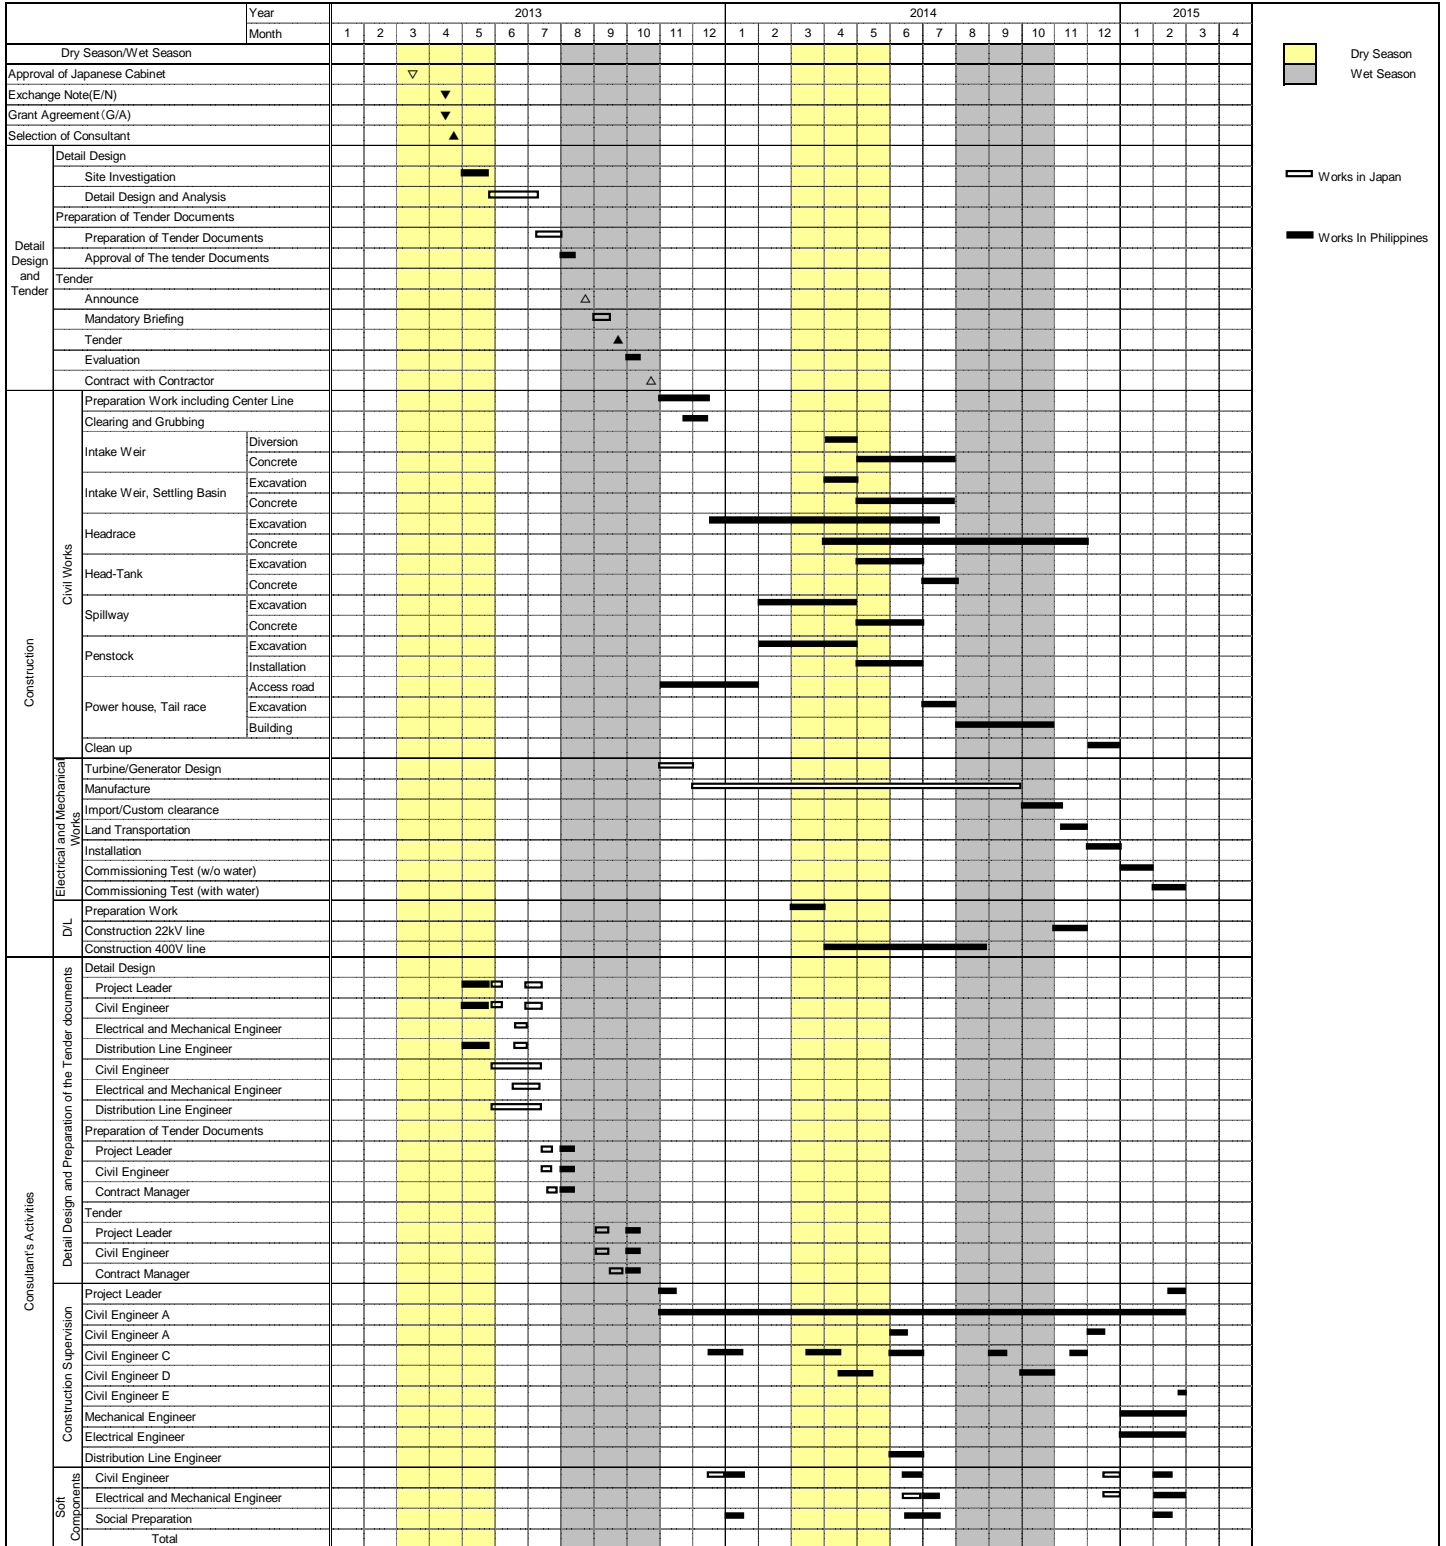 Year 2013 2014 2015
Month 1 2 3 4 5 6 7 8 9 10 11 12 1 2 3 4 5 6 7 8 9 10 11 12 1 2 3 4
Dry Season/Wet Season
Dry Season
Wet Season
Approval of Japanese Cabinet
Exchange Note(E/N)
Grant Agreement(G/A)
Selection of Consultant
Detail
Design
and
Tender
Detail Design
Site Investigation
Detail Design and Analysis
Preparation of Tender Documents
Preparation of Tender Documents
Approval of The tender Documents
Tender
Announce
Mandatory Briefing
Tender
Evaluation
Contract with Contractor
Works in Japan
Works In Philippines
Construction
Civil Works
Preparation Work including Center Line
Clearing and Grubbing
Intake Weir
Diversion
Concrete
Intake Weir, Settling Basin
Excavation
Concrete
Headrace
Excavation
Concrete
Head-Tank
Excavation
Concrete
Spillway
Excavation
Concrete
Penstock
Excavation
Installation
Power house, Tail race
Access road
Excavation
Building
Clean up
Electrical and Mechanical
Works
Turbine/Generator Design
Manufacture
Import/Custom clearance
Land Transportation
Installation
Commissioning Test (w/o water)
Commissioning Test (with water)
D/L
Preparation Work
Construction 22kV line
Construction 400V line
Consultant's Activities
Detail Design and Preparation of the Tender documents
Detail Design
Project Leader
Civil Engineer
Electrical and Mechanical Engineer
Distribution Line Engineer
Civil Engineer
Electrical and Mechanical Engineer
Distribution Line Engineer
Preparation of Tender Documents
Project Leader
Civil Engineer
Contract Manager
Tender
Project Leader
Civil Engineer
Contract Manager
Construction Supervision
Project Leader
Civil Engineer A
Civil Engineer A
Civil Engineer C
Civil Engineer D
Civil Engineer E
Mechanical Engineer
Electrical Engineer
Distribution Line Engineer
Soft
Components
Civil Engineer
Electrical and Mechanical Engineer
Social Preparation
Total